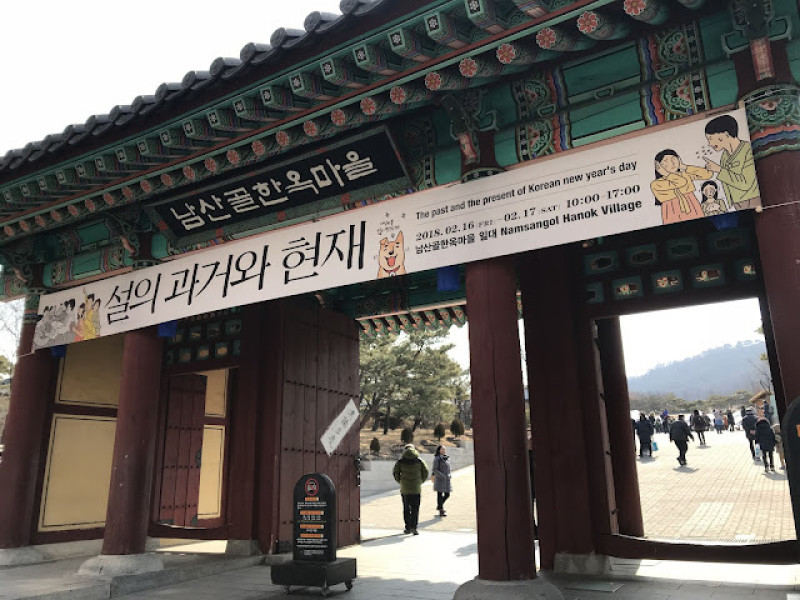 남산골한옥마을
설의 과거와 현재
The past and the present of Korean new year's day
2018. 02.16 (FRI) - 02.17 (SAT) 10:00-17:00
남산골한옥마을 일대 Namsangol Hanok Village